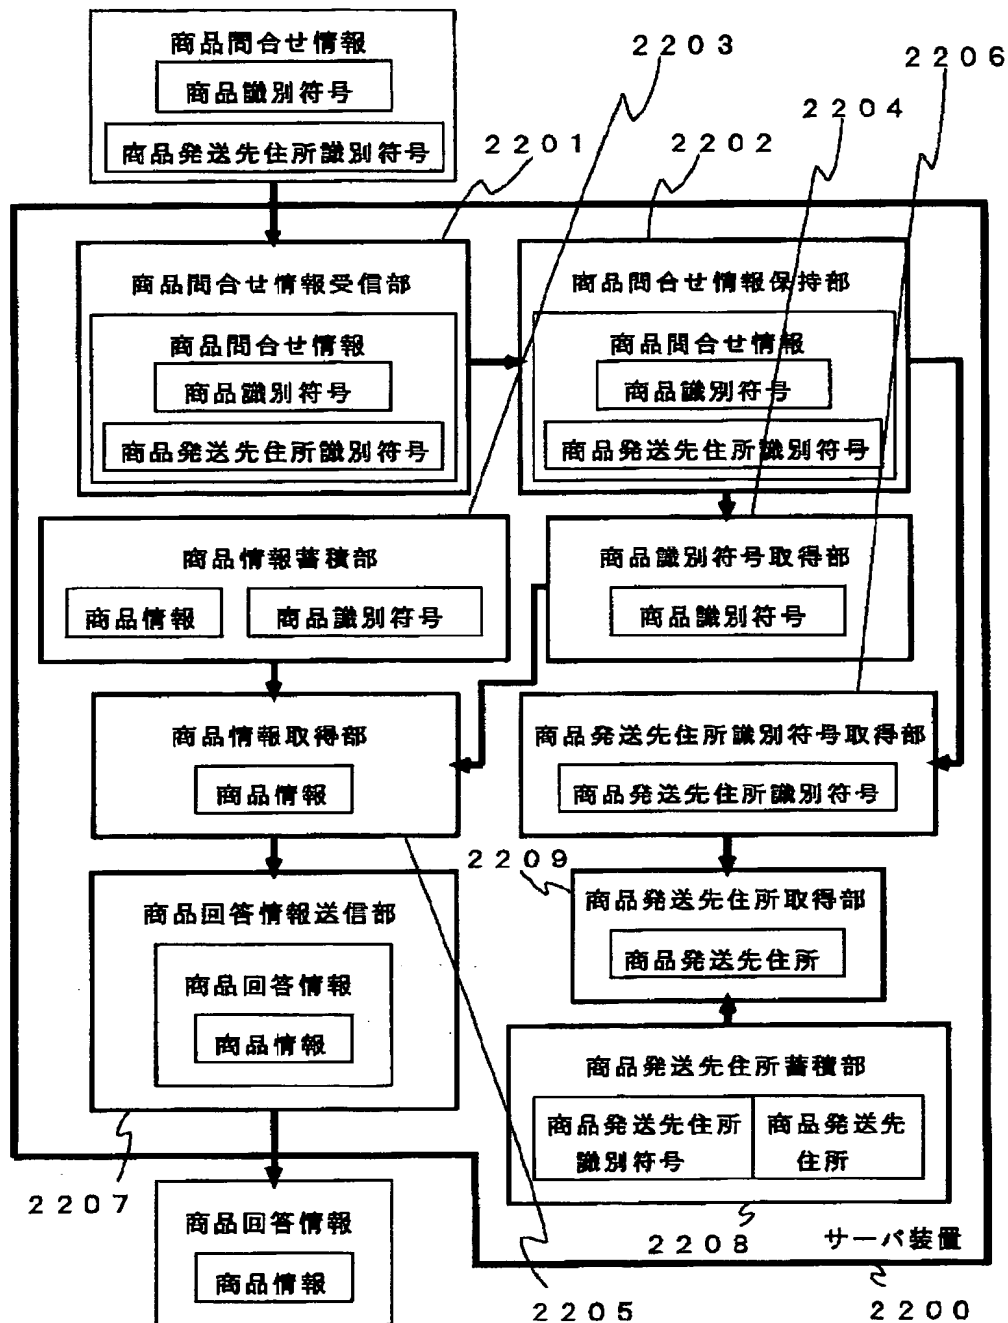 商品問合せ情報
商品識別符号
商品発送先住所識別符号
2203
2206
2204
2201
2202
商品問合せ情報受信部
商品問合せ情報
商品識別符号
商品発送先住所識別符号
商品問合せ情報保持部
商品問合せ情報
商品識別符号
商品発送先住所識別符号
商品情報蓄積部
商品情報
商品識別符号
商品識別符号取得部
商品識別符号
商品情報取得部
商品情報
商品発送先住所識別符号取得部
商品発送先住所識別符号
2209
商品回答情報送信部
商品回答情報
商品情報
商品発送先住所取得部
商品発送先住所
商品発送先住所蓄積部
商品発送先住所
識別符号
商品発送先
住所
2207
2208
サーバ装置
商品回答情報
商品情報
2205
2200